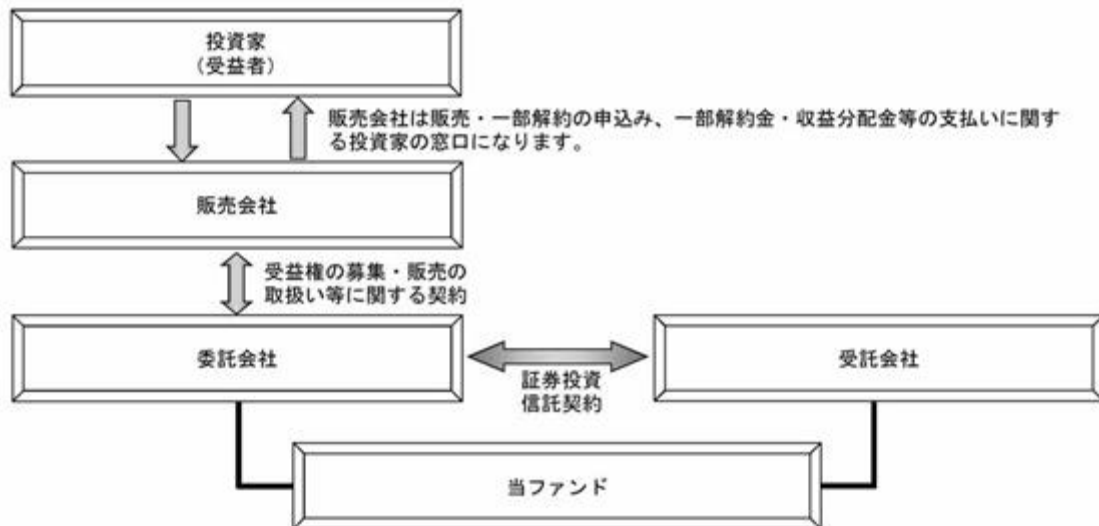 投資家
（受益者）
販売会社は販売・一部解約の申込み、一部解約金・収益分配金等の支払いに関す
る投資家の窓口になります。
販売会社
受益権の募集・販売の
取扱い等に関する契約
委託会社
受託会社
証券投資
信託契約
当ファンド